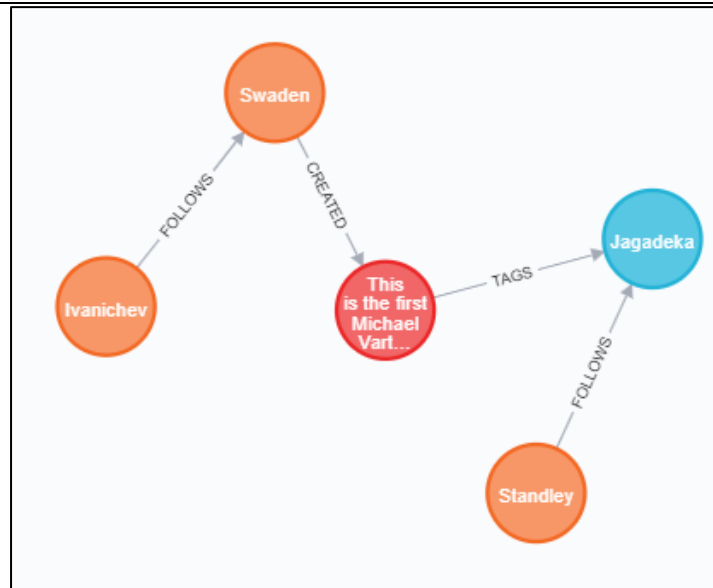 Swaden
FOLLOWS
CREATED
Jagadeka
Ivanichev
This
is the first
Michael
Vart...
TAGS
FOLLOWS
Standley